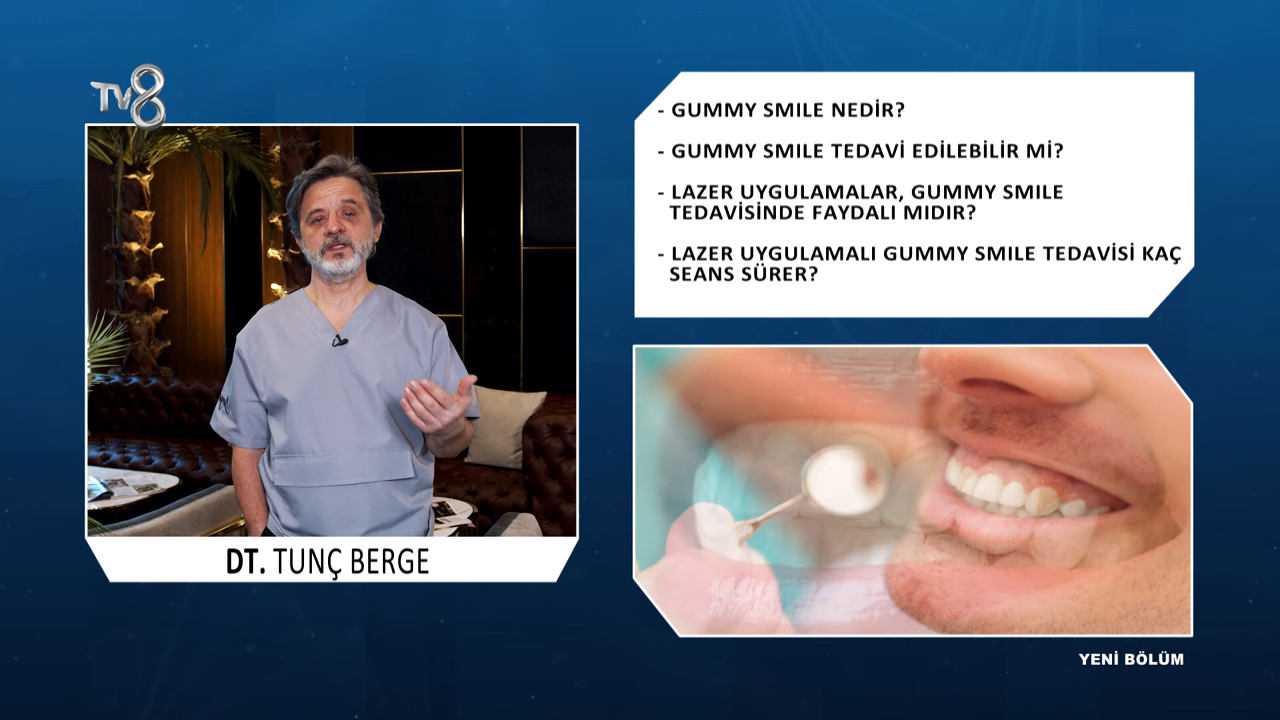 TV8
- GUMMY SMILE NEDİR?
- GUMMY SMILE TEDAVİ EDİLEBİLİR Mİ?
- LAZER UYGULAMALAR, GUMMY SMILE
TEDAVİSİNDE FAYDALI MIDIR?
- LAZER UYGULAMALI GUMMY SMILE TEDAVİSİ KAÇ
SEANS SÜRER?
DT. TUNÇ BERGE
YENİ BÖLÜM